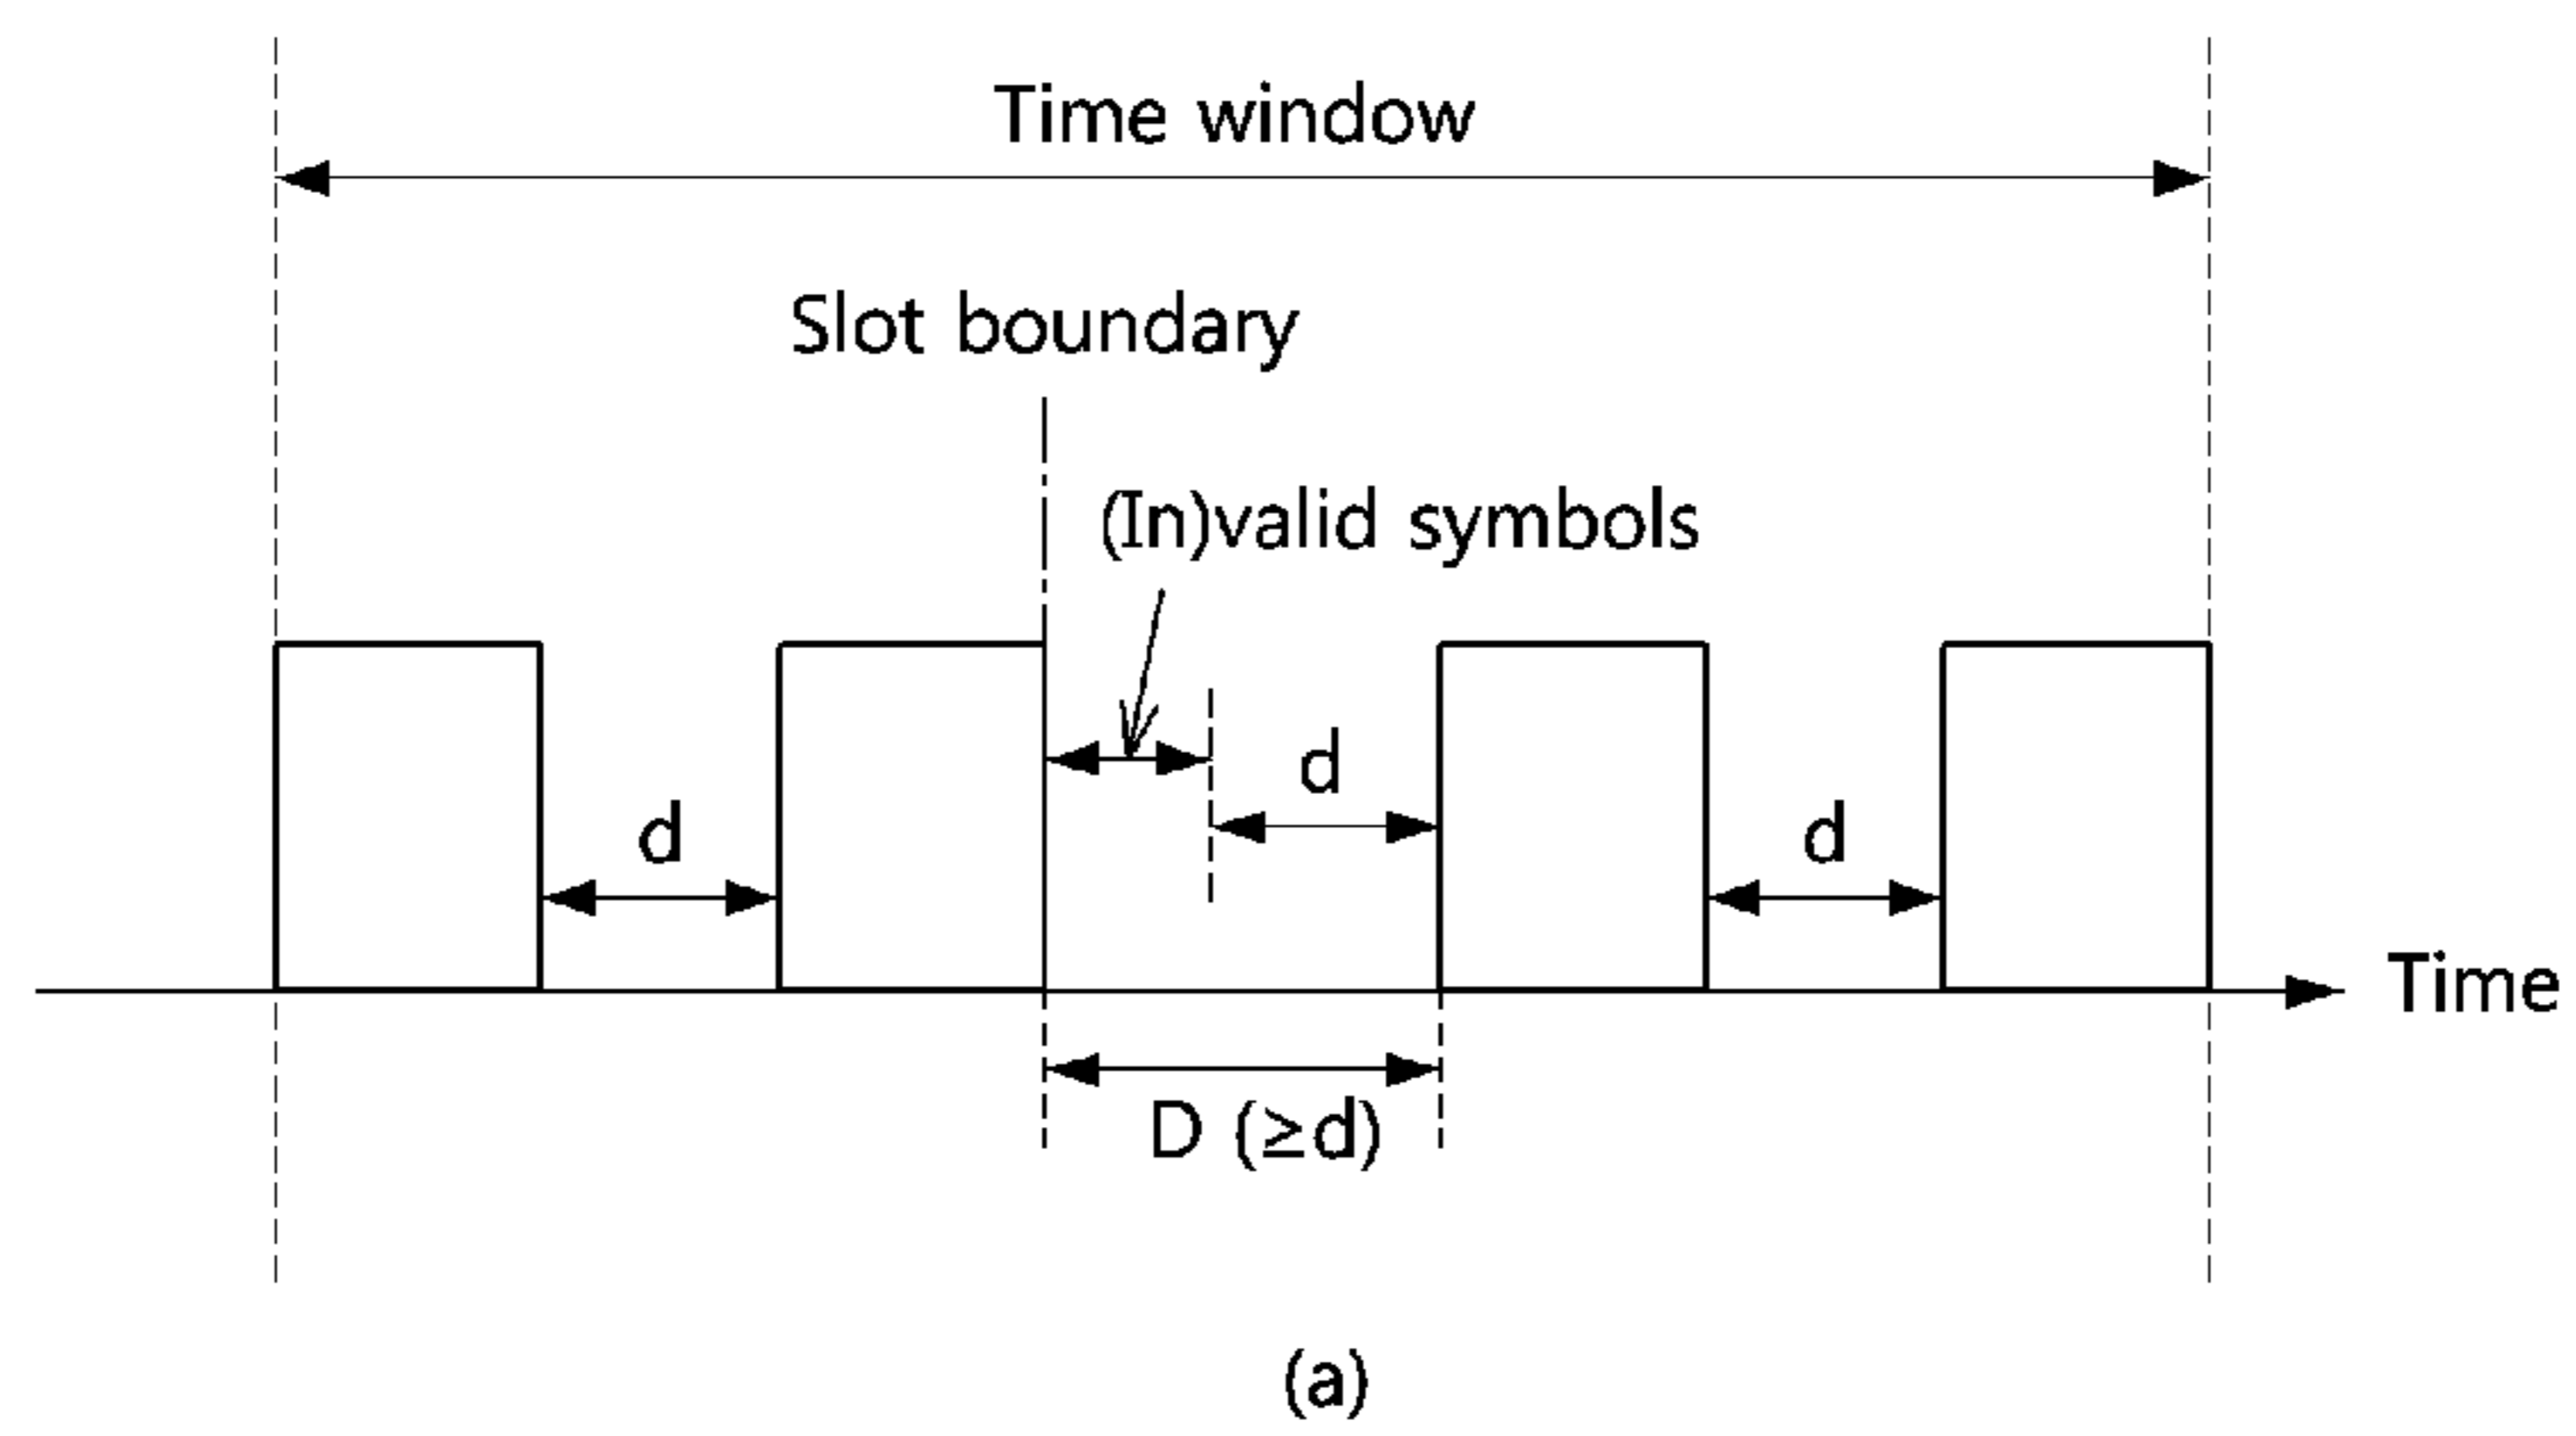 Time window
Slot boundary
(In)valid symbols
d
d
d
Time
D (≥d)
(a)